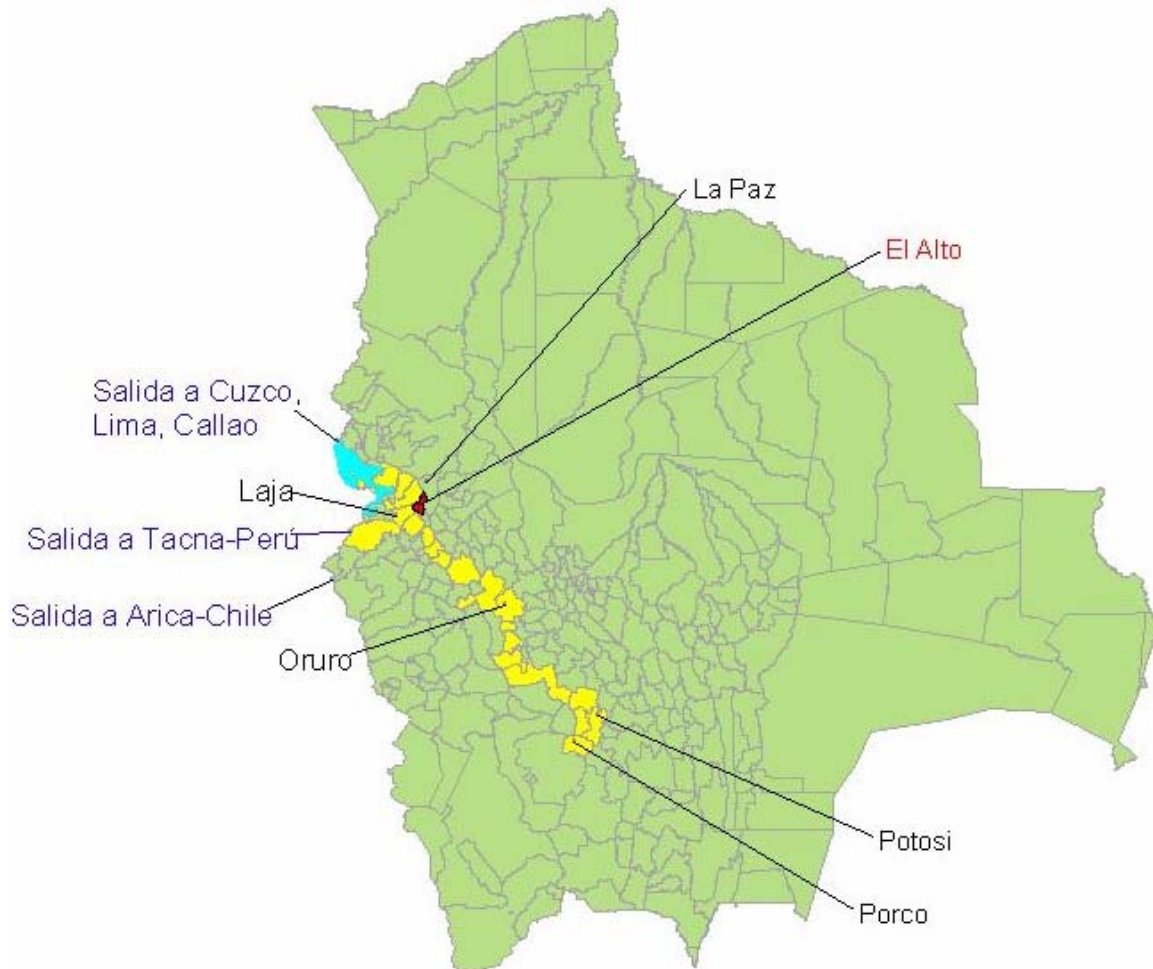 La Paz
El Alto
Salida a Cuzco,
Lima, Callao
Laja
Salida a Tacna-Perú
Salida a Arica-Chile
Oruro
Potosi
Porco